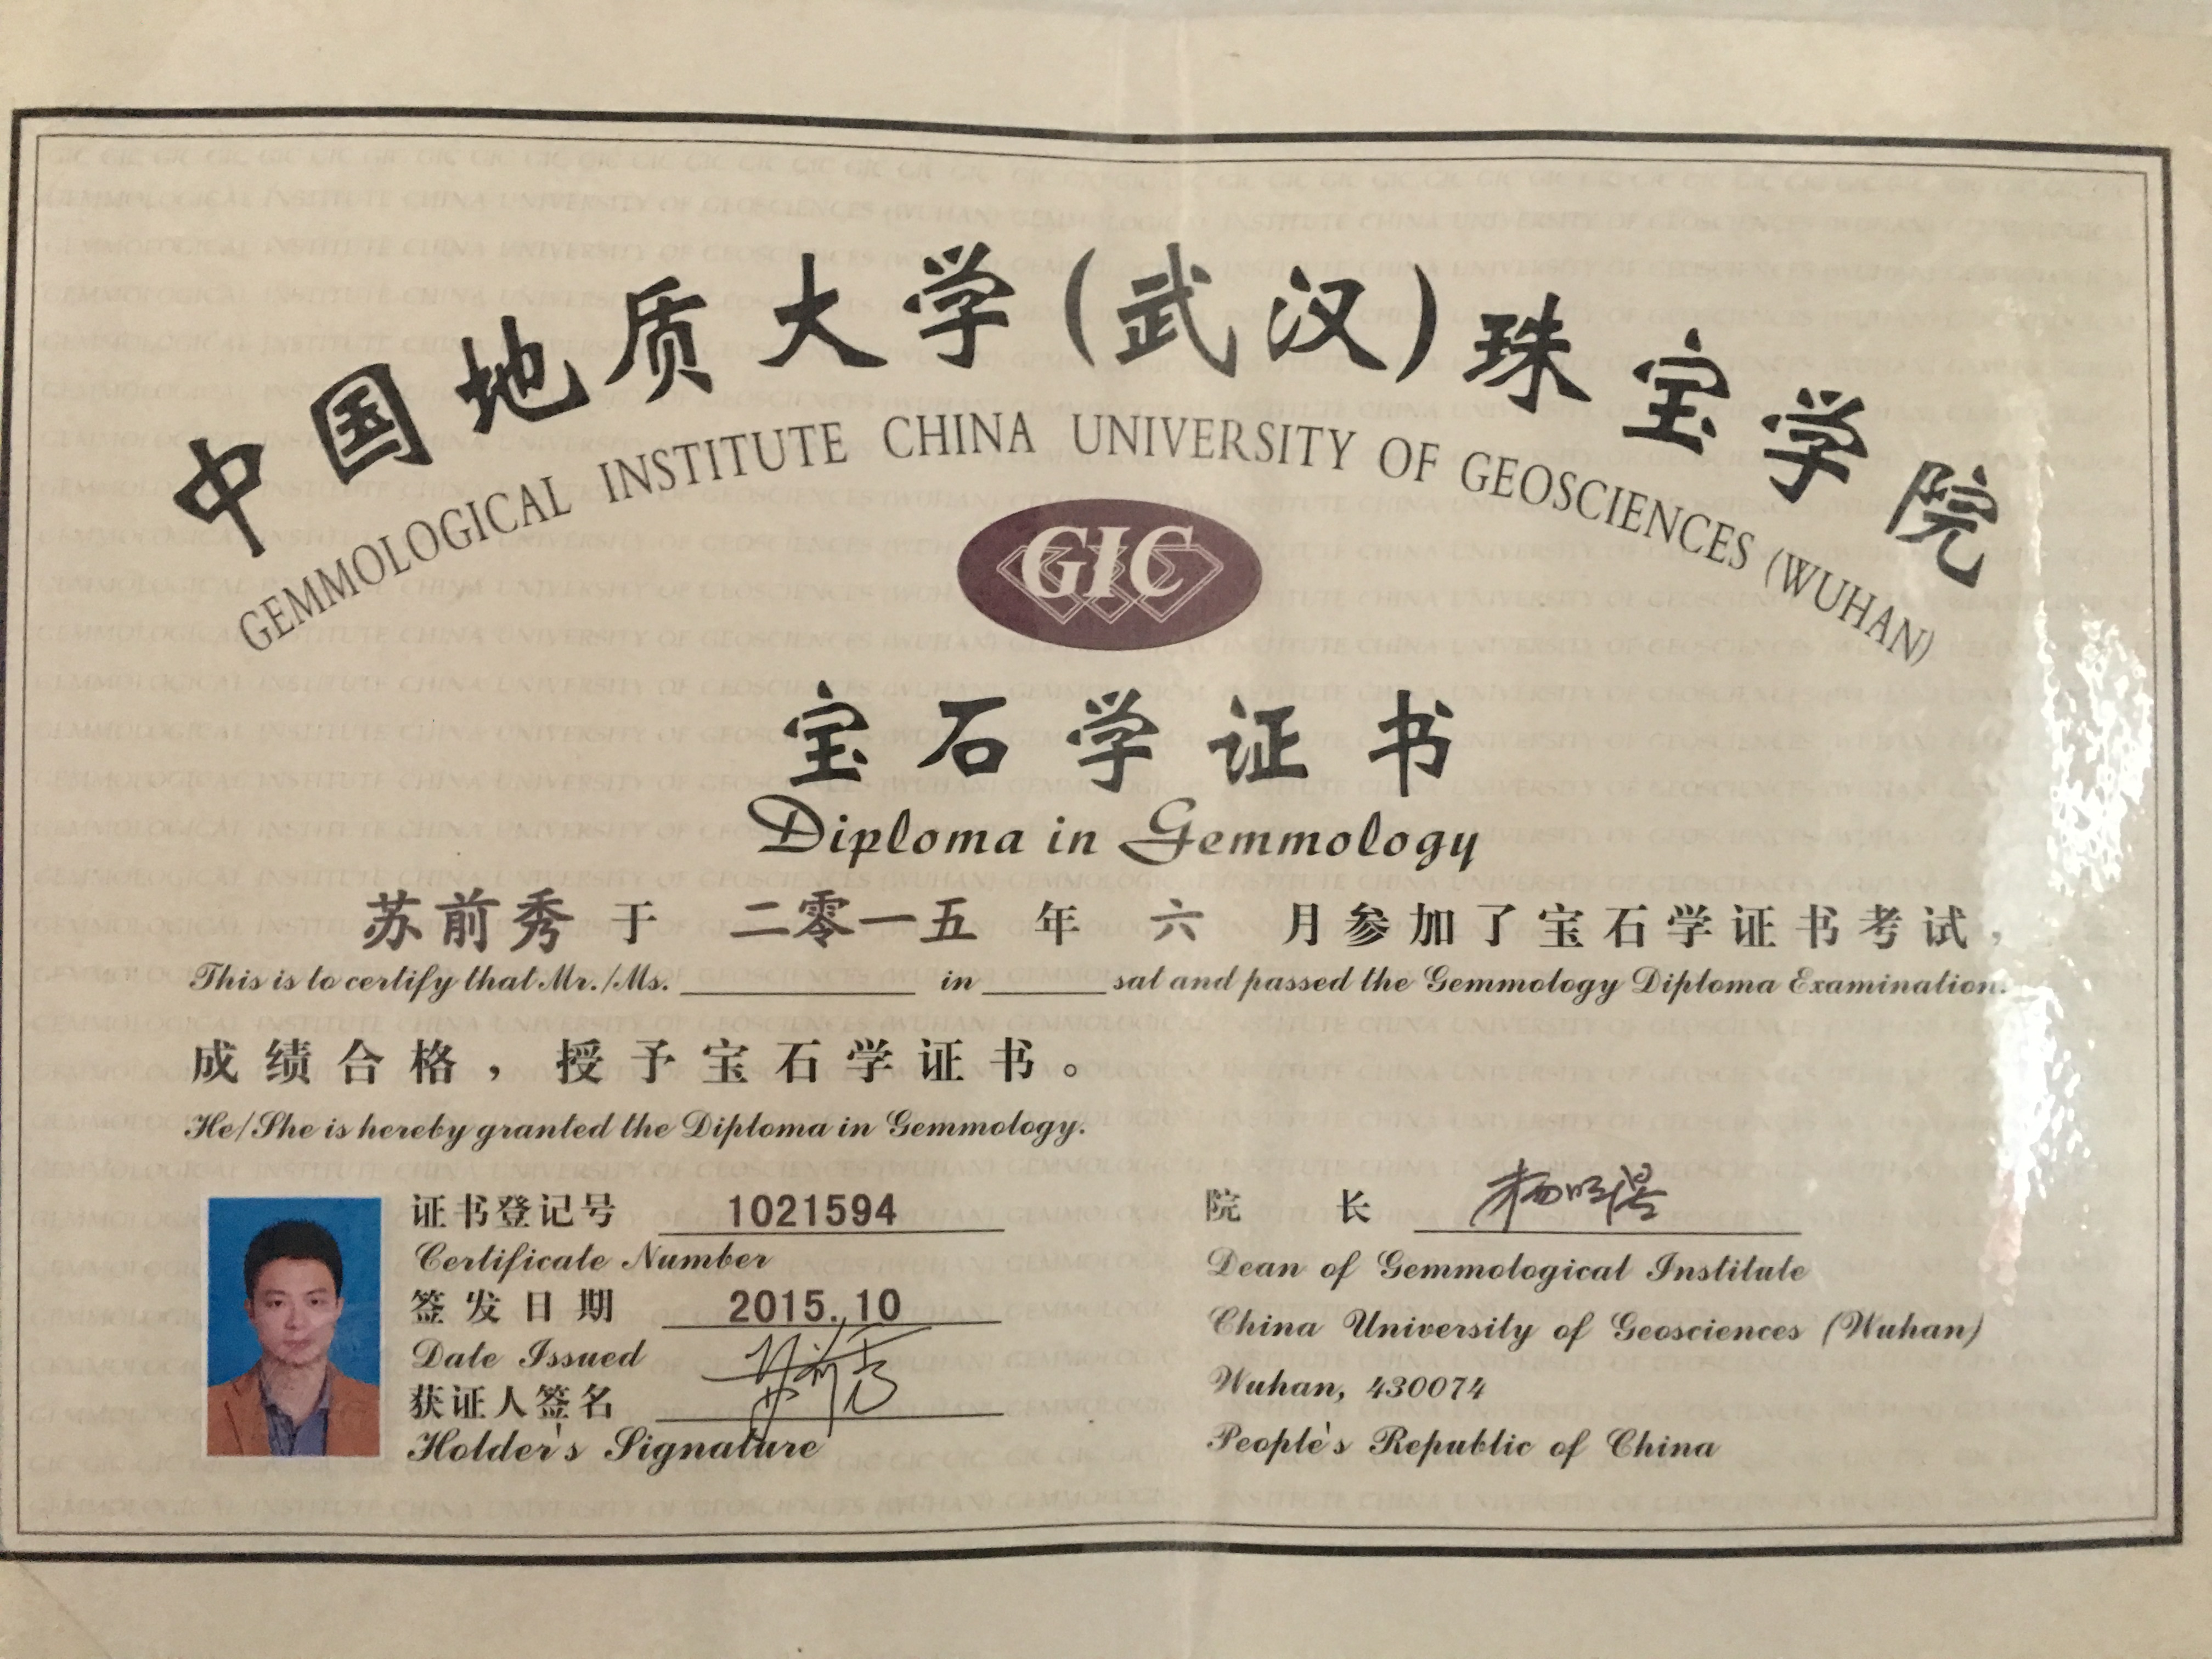 中国地质大学(武汉)珠宝学院
GEMMOLOGICAL INSTITUTE CHINA UNIVERSITY OF GEOSCIENCES (WUHAN)
GIC
宝石学证书
Diploma in Gemmology
苏前秀 于 二零一五 年 六 月参加了宝石学证书考试，
This is to certify that Mr./Ms. ____________ in ______ sat and passed the Gemmology Diploma Examination.
成绩合格，授予宝石学证书。
He/She is hereby granted the Diploma in Gemmology.
证书登记号 1021594
Certificate Number
签发日期 2015.10
Date Issued
获证人签名 苏前秀
Holder's Signature
院 长
Dean of Gemmological Institute
China University of Geosciences (Wuhan)
Wuhan, 430074
People's Republic of China